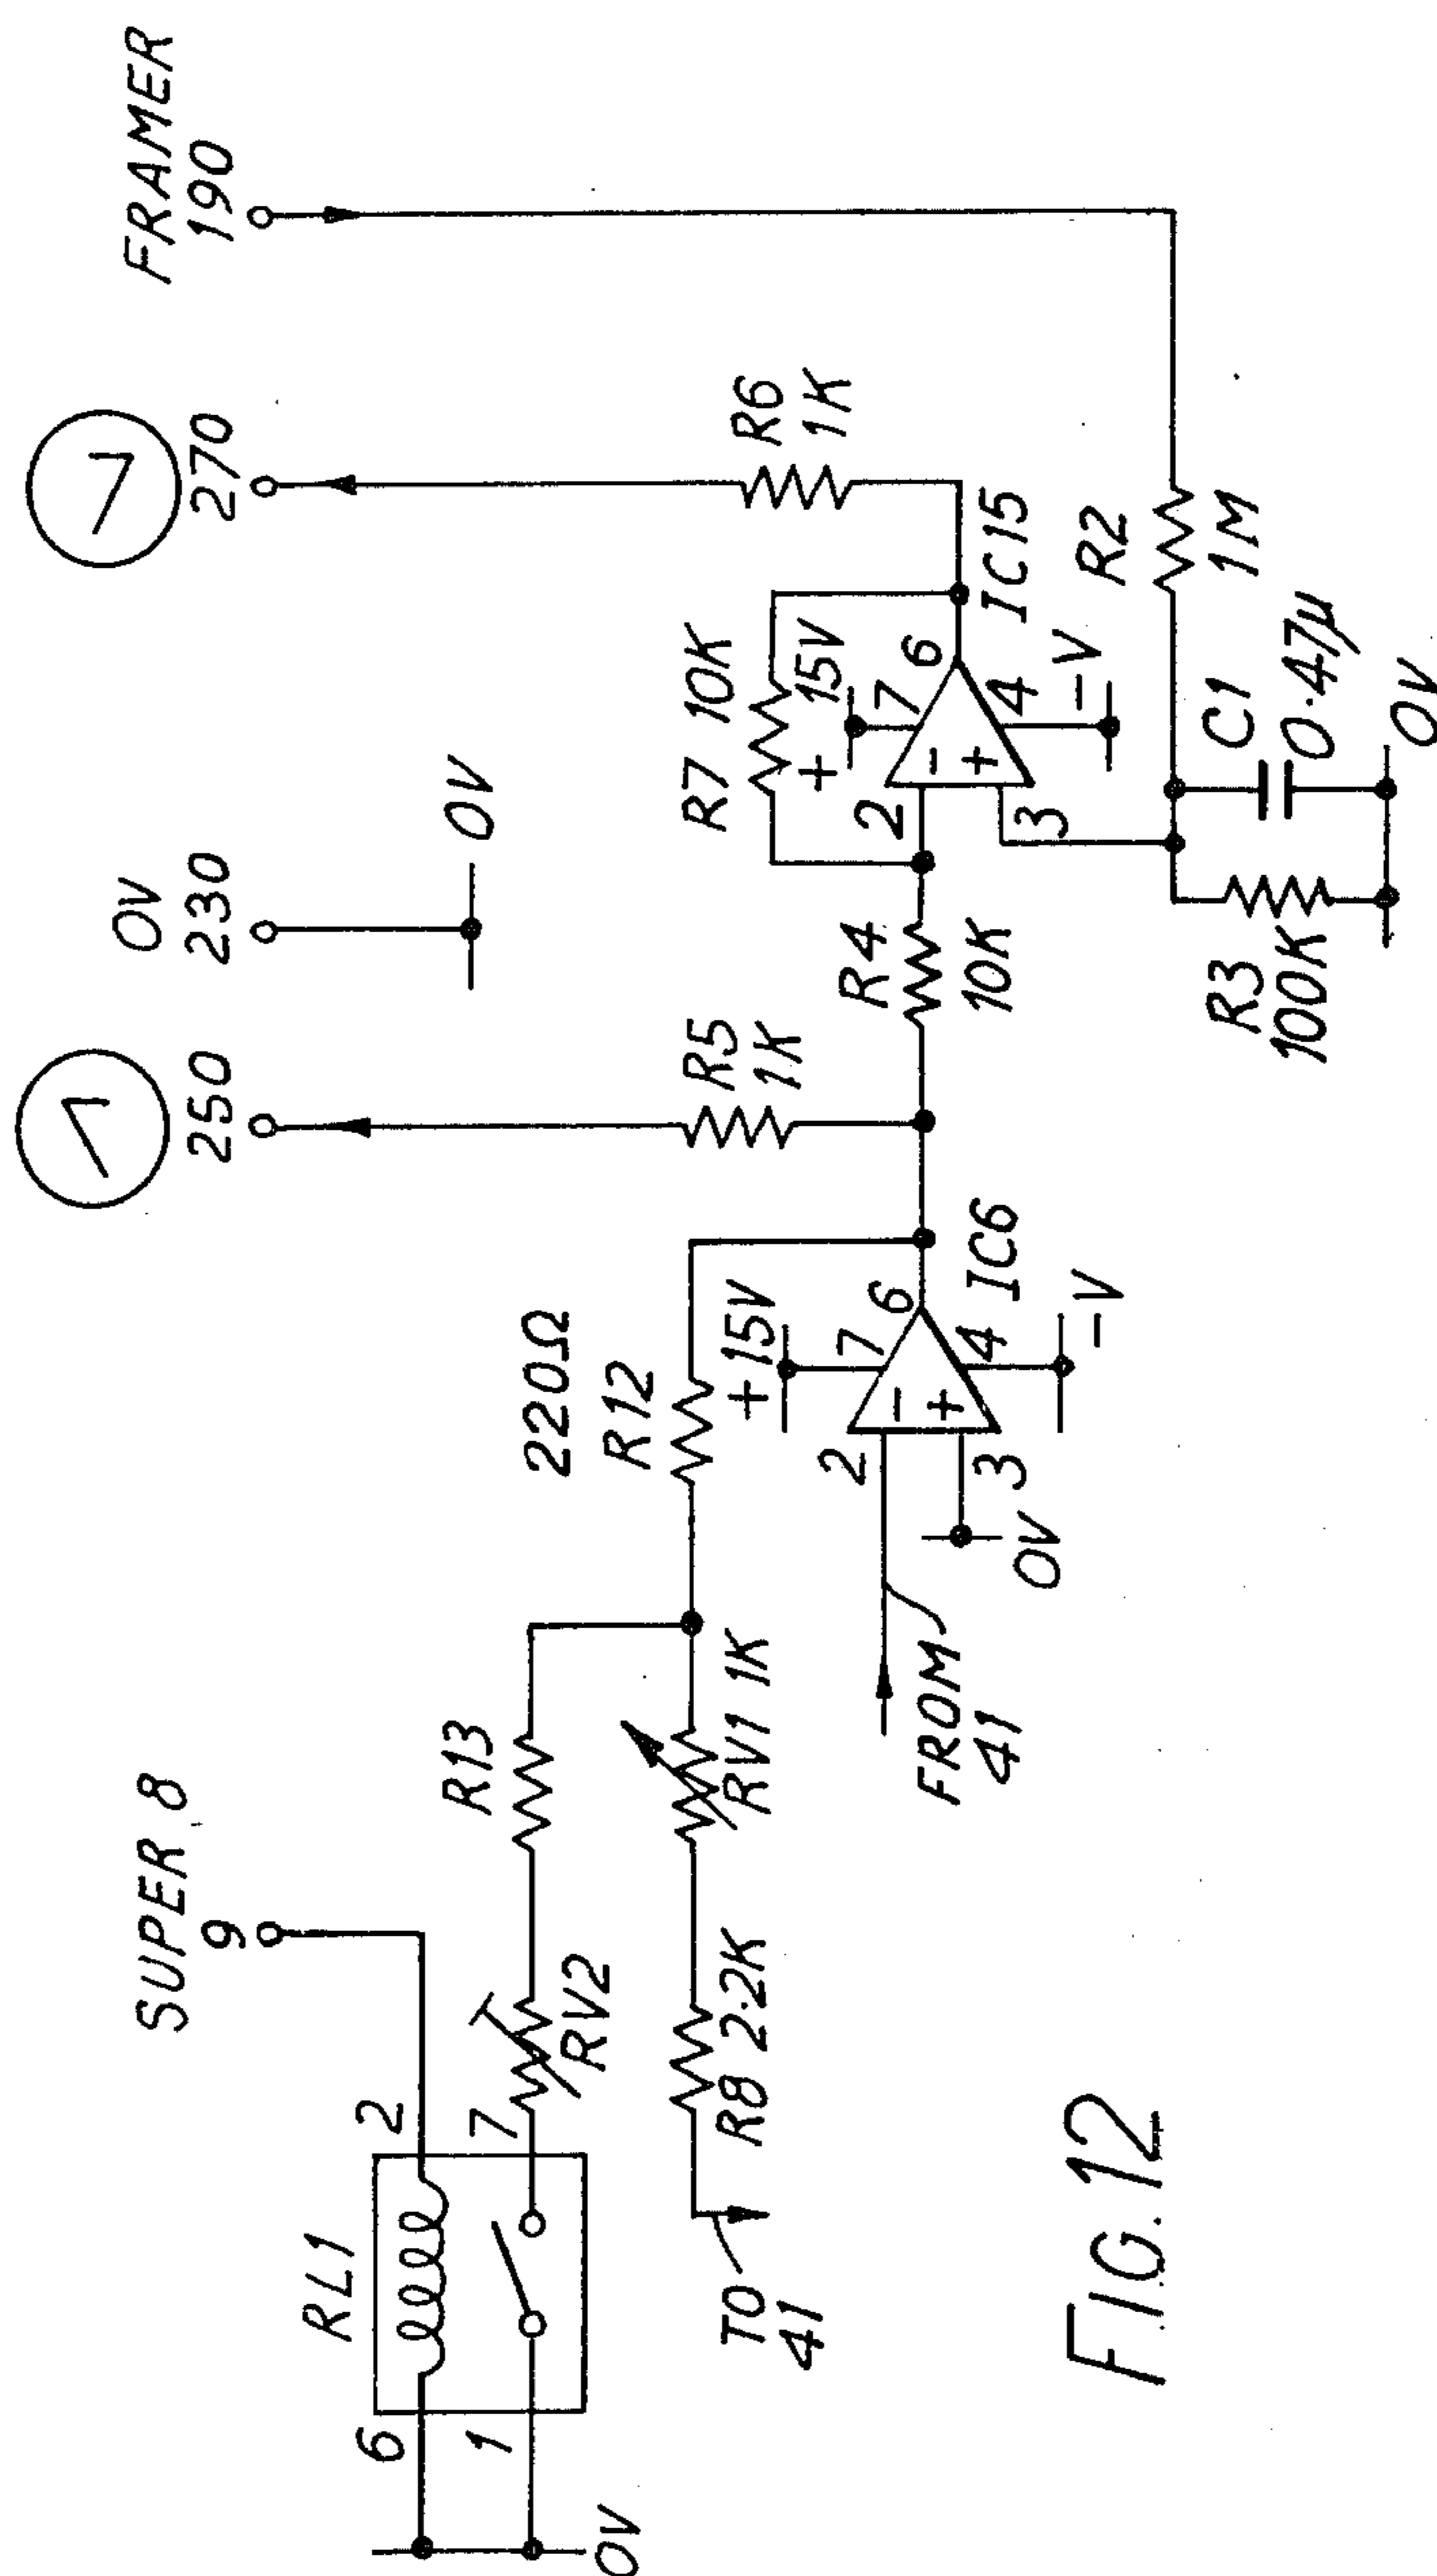 SUPER 8
9
250
0V
230
270
FRAMER
190
RL1
6
2
1
7
0V
RV2
R13
220Ω
R12
R8 2·2K
RV1 1K
TO
41
FROM
41
+15V
2
7
6
−
+
3
4
IC6
0V
−V
R5
1K
0V
R4
10K
R7 10K
+
15V
2
7
6
−
+
3
4
IC15
−V
R6
1K
R2
1M
R3
100K
C1
0·47µ
0V
FIG. 12